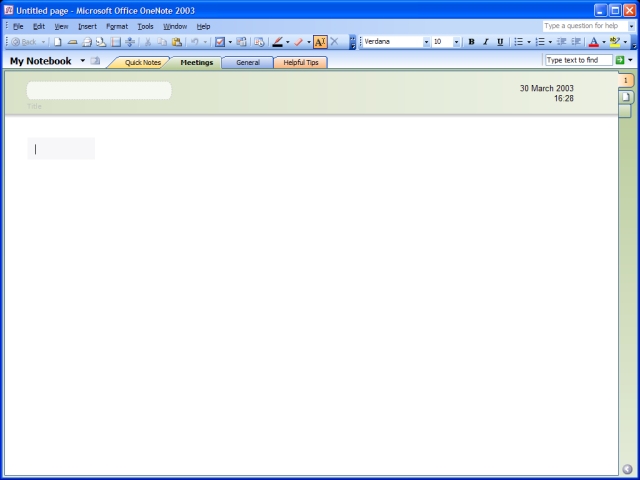 Untitled page - Microsoft Office OneNote 2003
File Edit View Insert Format Tools Window Help Type a question for help
Back Verdana 10 B I U A ab
My Notebook Quick Notes Meetings General Helpful Tips Type text to find
1
30 March 2003
16:28
Title